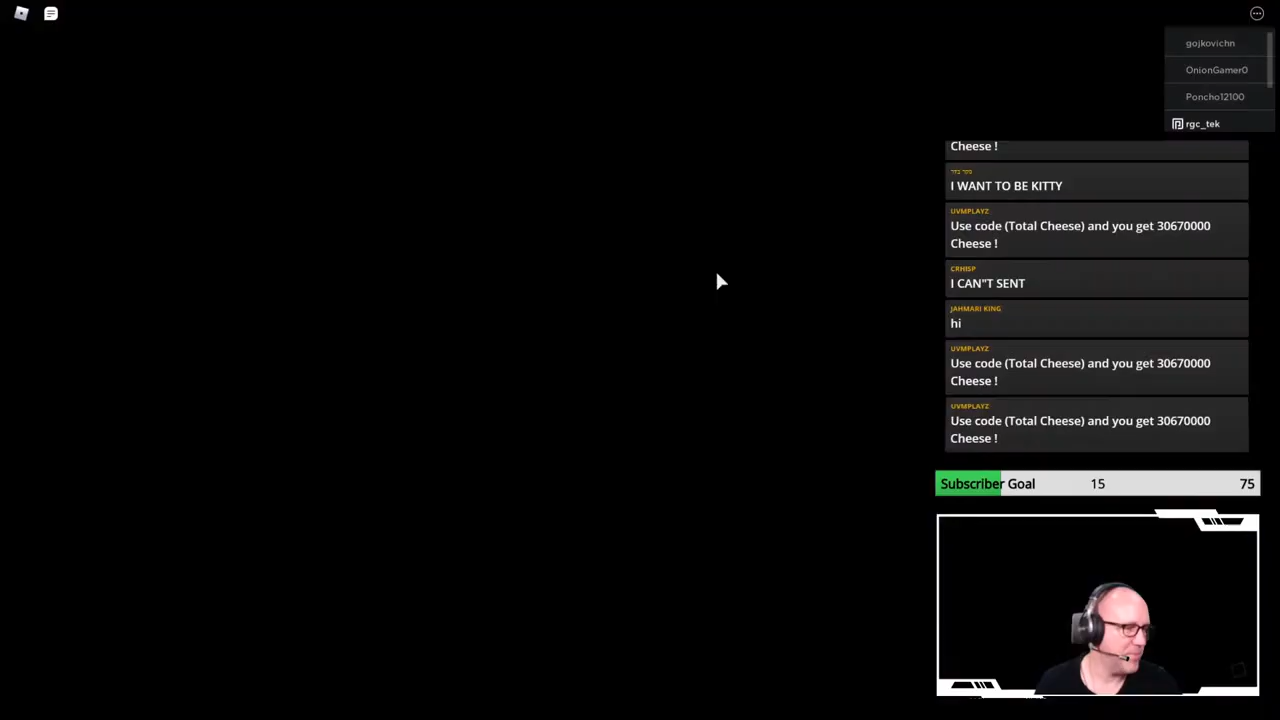 gojkovichn
OnionGamer0
Poncho12100
rgc_tek
Cheese !
I WANT TO BE KITTY
UVMPLAYZ
Use code (Total Cheese) and you get 30670000
Cheese !
CRHISP
I CAN"T SENT
JAHMARI KING
hi
UVMPLAYZ
Use code (Total Cheese) and you get 30670000
Cheese !
UVMPLAYZ
Use code (Total Cheese) and you get 30670000
Cheese !
Subscriber Goal 15 75